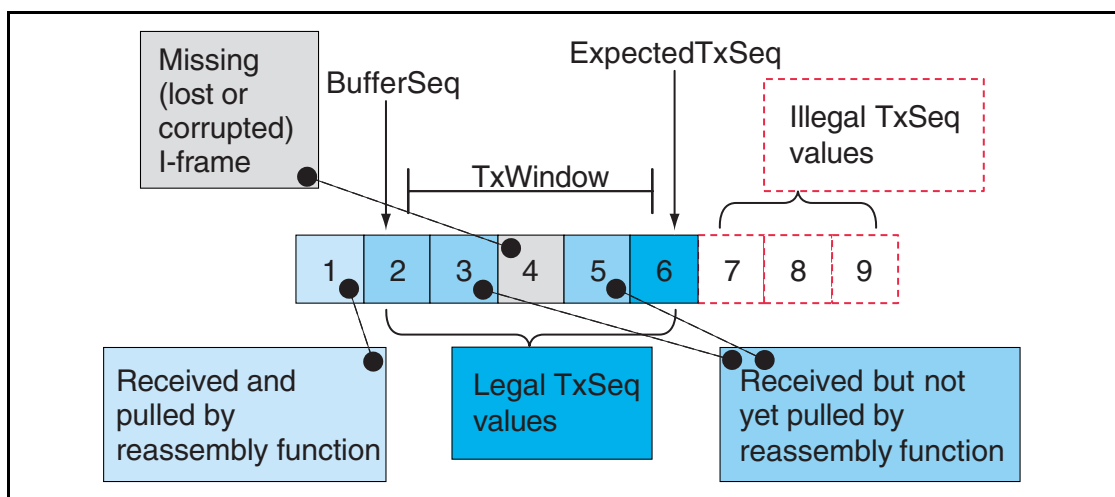 Missing
(lost or
corrupted)
I-frame
BufferSeq
ExpectedTxSeq
TxWindow
Illegal TxSeq
values
1 2 3 4 5 6 7 8 9
Received and
pulled by
reassembly function
Legal TxSeq
values
Received but not
yet pulled by
reassembly function